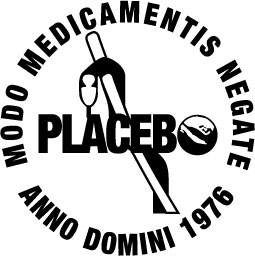 MODO MEDICAMENTIS NEGATE
PLACEBO
ANNO DOMINI 1976